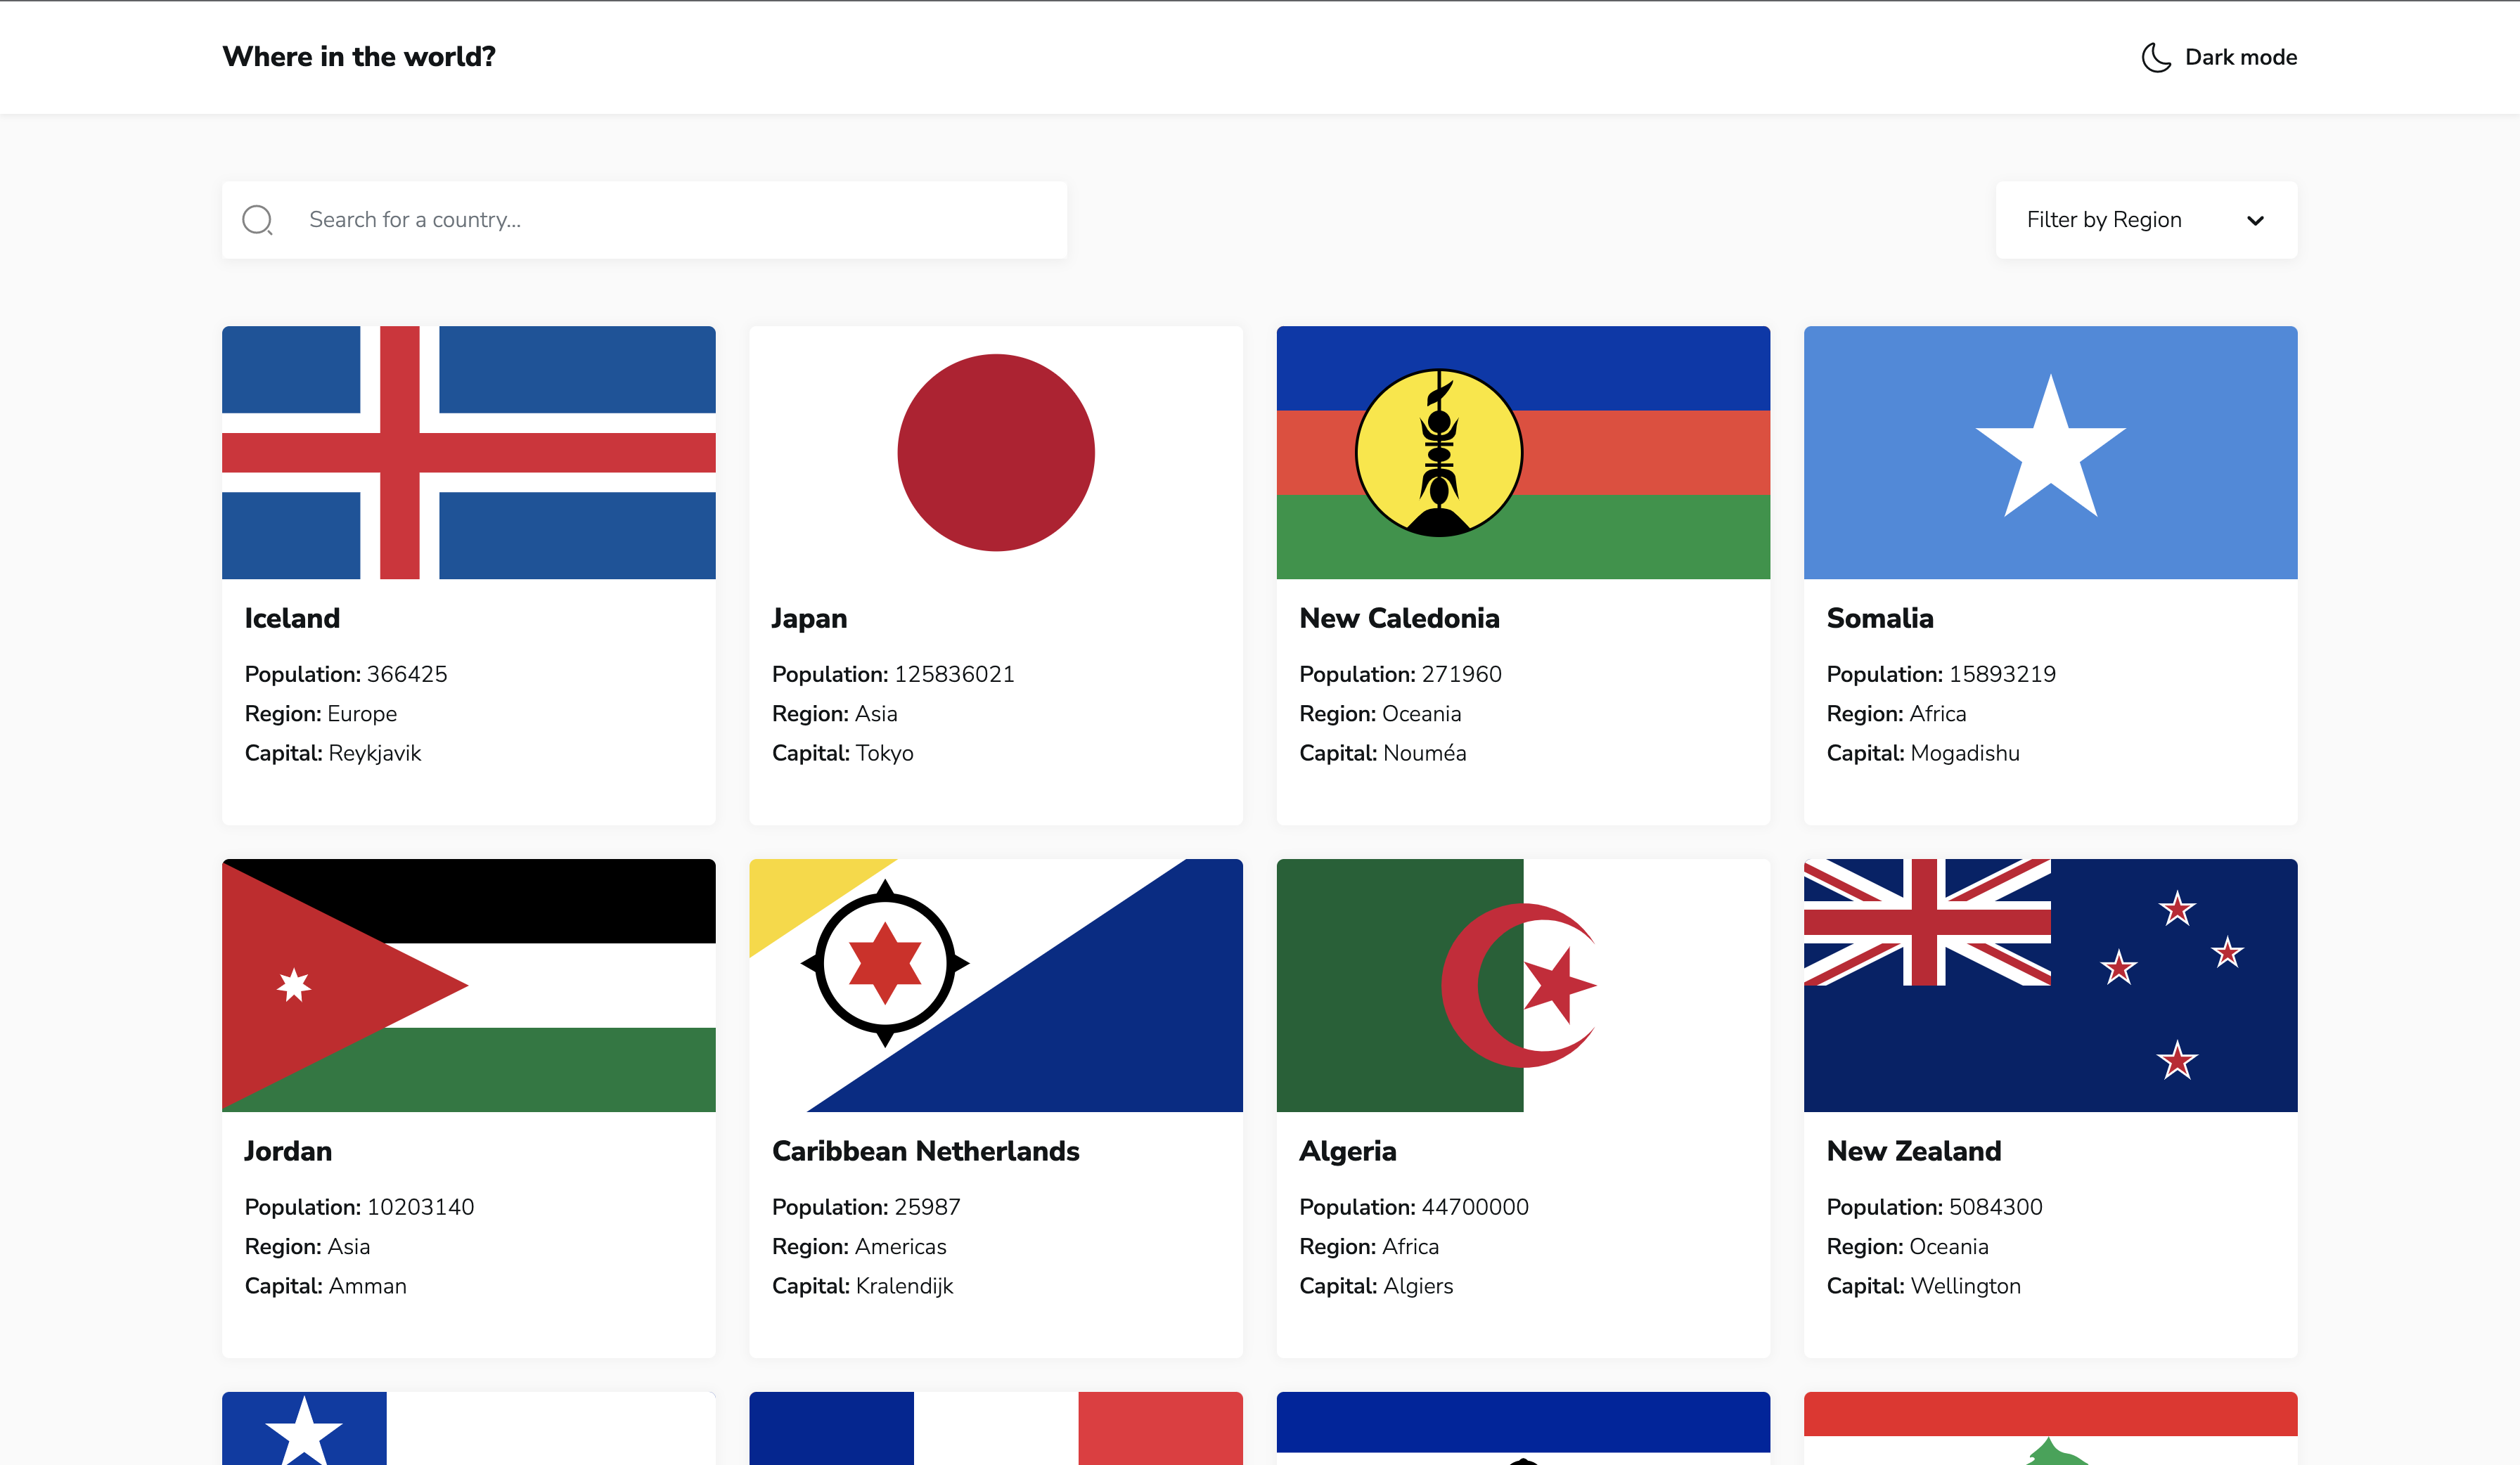 Where in the world?
Dark mode
Search for a country...
Filter by Region
Iceland
Population: 366425
Region: Europe
Capital: Reykjavik
Japan
Population: 125836021
Region: Asia
Capital: Tokyo
New Caledonia
Population: 271960
Region: Oceania
Capital: Nouméa
Somalia
Population: 15893219
Region: Africa
Capital: Mogadishu
Jordan
Population: 10203140
Region: Asia
Capital: Amman
Caribbean Netherlands
Population: 25987
Region: Americas
Capital: Kralendijk
Algeria
Population: 44700000
Region: Africa
Capital: Algiers
New Zealand
Population: 5084300
Region: Oceania
Capital: Wellington